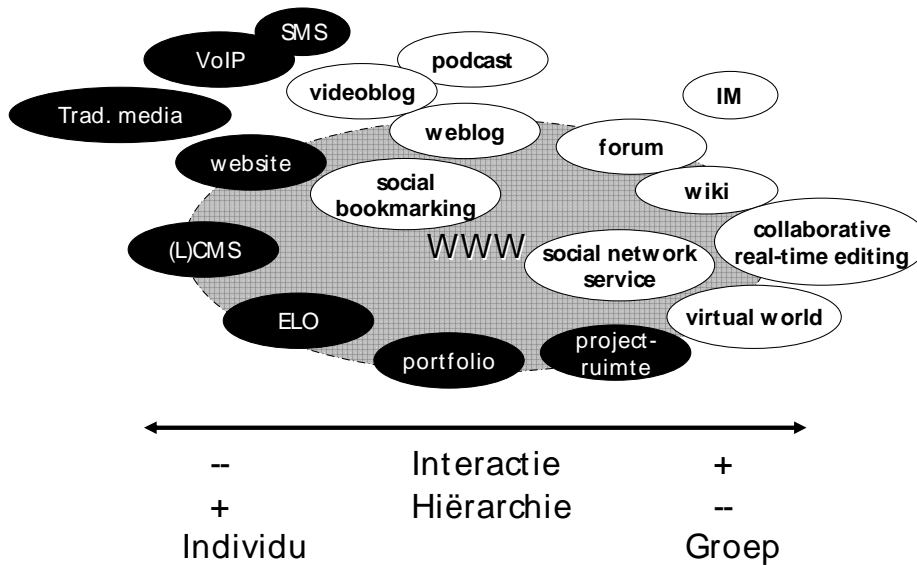 SMS
VoIP
podcast
videoblog
IM
Trad. media
weblog
forum
website
social
bookmarking
wiki
WWW
collaborative
real-time editing
(L)CMS
social network
service
ELO
virtual world
portfolio
project-
ruimte
-- Interactie +
+ Hiërarchie --
Individu Groep